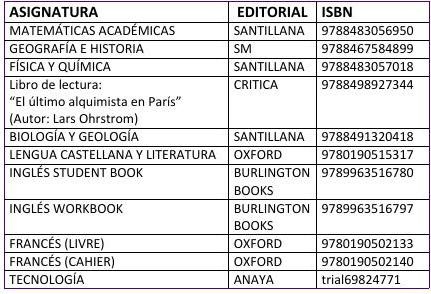 ASIGNATURA EDITORIAL ISBN
MATEMÁTICAS ACADÉMICAS SANTILLANA 9788483056950
GEOGRAFÍA E HISTORIA SM 9788467584899
FÍSICA Y QUÍMICA SANTILLANA 9788483057018
Libro de lectura: CRITICA 9788498927344
“El último alquimista en París”
(Autor: Lars Ohrstrom)
BIOLOGÍA Y GEOLOGÍA SANTILLANA 9788491320418
LENGUA CASTELLANA Y LITERATURA OXFORD 9780190515317
INGLÉS STUDENT BOOK BURLINGTON 9789963516780
BOOKS
INGLÉS WORKBOOK BURLINGTON 9789963516797
BOOKS
FRANCÉS (LIVRE) OXFORD 9780190502133
FRANCÉS (CAHIER) OXFORD 9780190502140
TECNOLOGÍA ANAYA trial69824771